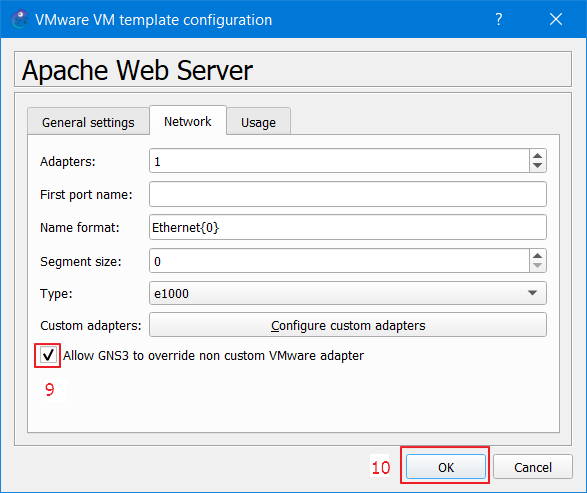 VMware VM template configuration
?
Apache Web Server
General settings Network Usage
Adapters: 1
First port name:
Name format: Ethernet{0}
Segment size: 0
Type: e1000
Custom adapters: Configure custom adapters
Allow GNS3 to override non custom VMware adapter
9
10 OK Cancel